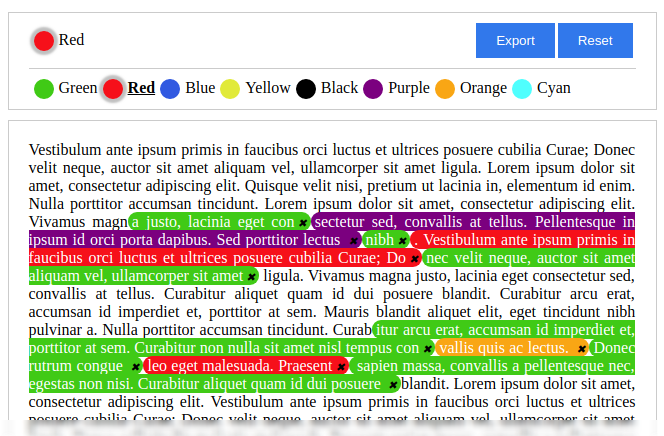 Red
Export Reset
Green Red Blue Yellow Black Purple Orange Cyan
Vestibulum ante ipsum primis in faucibus orci luctus et ultrices posuere cubilia Curae; Donec
velit neque, auctor sit amet aliquam vel, ullamcorper sit amet ligula. Lorem ipsum dolor sit
amet, consectetur adipiscing elit. Quisque velit nisi, pretium ut lacinia in, elementum id enim.
Nulla porttitor accumsan tincidunt. Lorem ipsum dolor sit amet, consectetur adipiscing elit.
Vivamus magna justo, lacinia eget con sectetur sed, convallis at tellus. Pellentesque in
ipsum id orci porta dapibus. Sed porttitor lectus nibh . Vestibulum ante ipsum primis in
faucibus orci luctus et ultrices posuere cubilia Curae; Do nec velit neque, auctor sit amet
aliquam vel, ullamcorper sit amet ligula. Vivamus magna justo, lacinia eget consectetur sed,
convallis at tellus. Curabitur aliquet quam id dui posuere blandit. Curabitur arcu erat,
accumsan id imperdiet et, porttitor at sem. Mauris blandit aliquet elit, eget tincidunt nibh
pulvinar a. Nulla porttitor accumsan tincidunt. Curabitur arcu erat, accumsan id imperdiet et,
porttitor at sem. Curabitur non nulla sit amet nisl tempus con vallis quis ac lectus. Donec
rutrum congue leo eget malesuada. Praesent sapien massa, convallis a pellentesque nec,
egestas non nisi. Curabitur aliquet quam id dui posuere blandit. Lorem ipsum dolor sit amet,
consectetur adipiscing elit. Vestibulum ante ipsum primis in faucibus orci luctus et ultrices
posuere cubilia Curae; Donec velit neque, auctor sit amet aliquam vel, ullamcorper sit amet